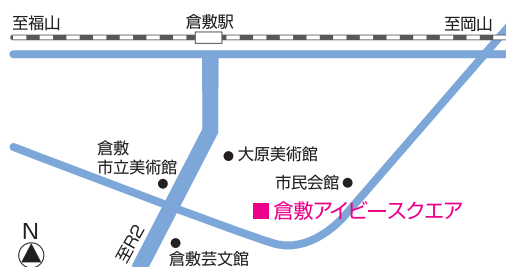 至福山
倉敷駅
至岡山
倉敷
市立美術館
大原美術館
市民会館
倉敷アイビースクエア
N
至R2
倉敷芸文館